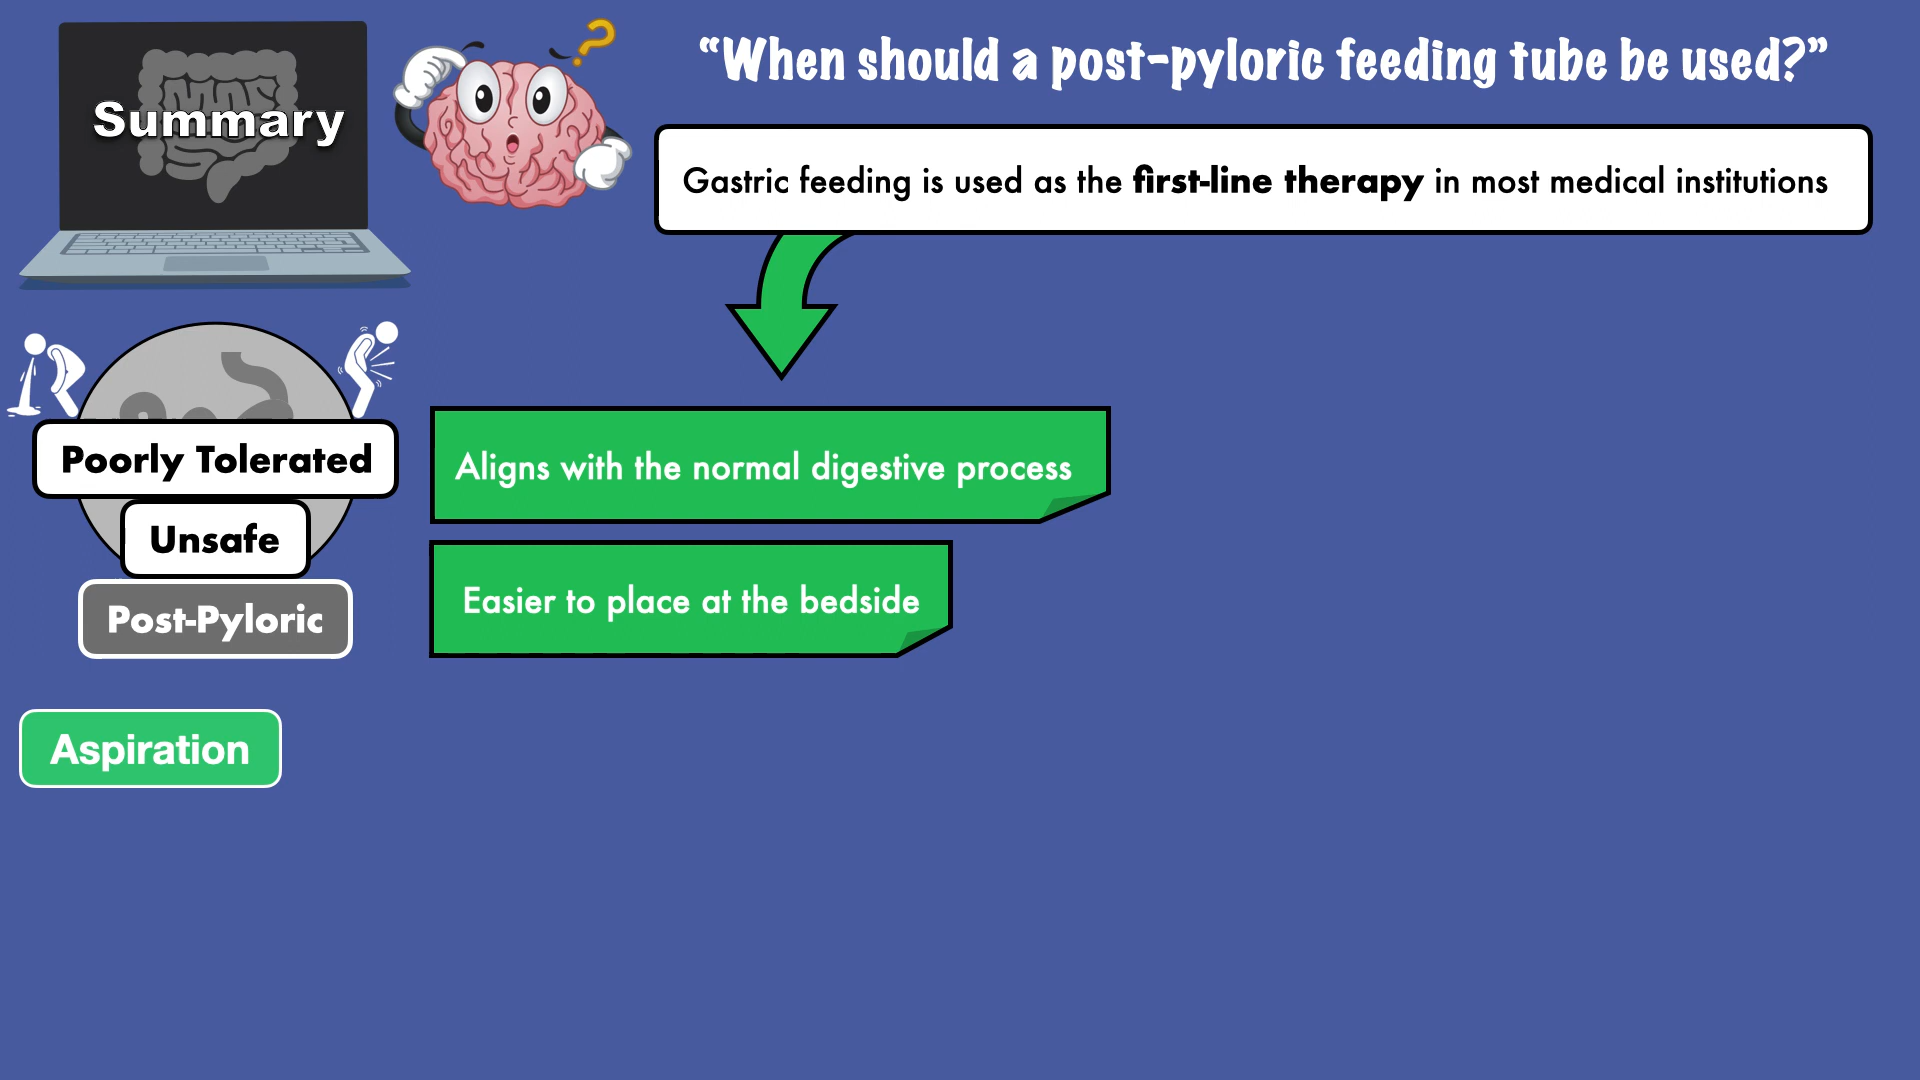 Summary
?
“When should a post-pyloric feeding tube be used?”
Gastric feeding is used as the first-line therapy in most medical institutions
Poorly Tolerated
Unsafe
Post-Pyloric
Aligns with the normal digestive process
Easier to place at the bedside
Aspiration